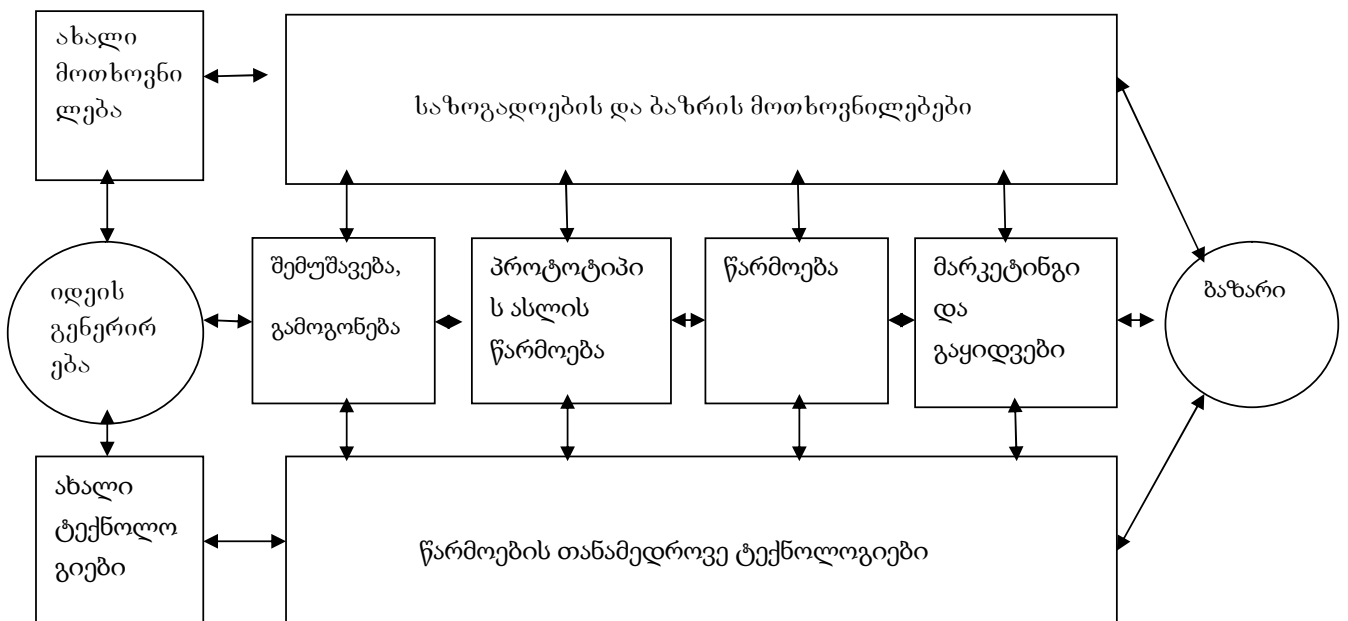 ახალი
მოთხოვნი
ლება
საზოგადოების და ბაზრის მოთხოვნილებები
იდეის
გენერირ
ება
შემუშავება,
გამოგონება
პროტოტიპი
ს ასლის
წარმოება
წარმოება
მარკეტინგი
და
გაყიდვები
ბაზარი
ახალი
ტექნოლო
გიები
წარმოების თანამედროვე ტექნოლოგიები